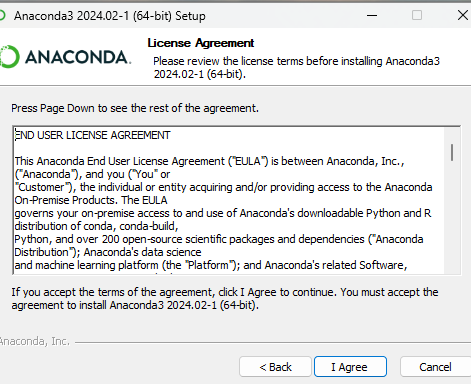 Anaconda3 2024.02-1 (64-bit) Setup
ANACONDA.
License Agreement
Please review the license terms before installing Anaconda3
2024.02-1 (64-bit).
Press Page Down to see the rest of the agreement.
END USER LICENSE AGREEMENT
This Anaconda End User License Agreement ("EULA") is between Anaconda, Inc.,
("Anaconda"), and you ("You" or
"Customer"), the individual or entity acquiring and/or providing access to the Anaconda
On-Premise Products. The EULA
governs your on-premise access to and use of Anaconda's downloadable Python and R
distribution of conda, conda-build,
Python, and over 200 open-source scientific packages and dependencies ("Anaconda
Distribution"); Anaconda's data science
and machine learning platform (the "Platform"); and Anaconda's related Software,
If you accept the terms of the agreement, click I Agree to continue. You must accept the
agreement to install Anaconda3 2024.02-1 (64-bit).
Anaconda, Inc.
< Back
I Agree
Cancel